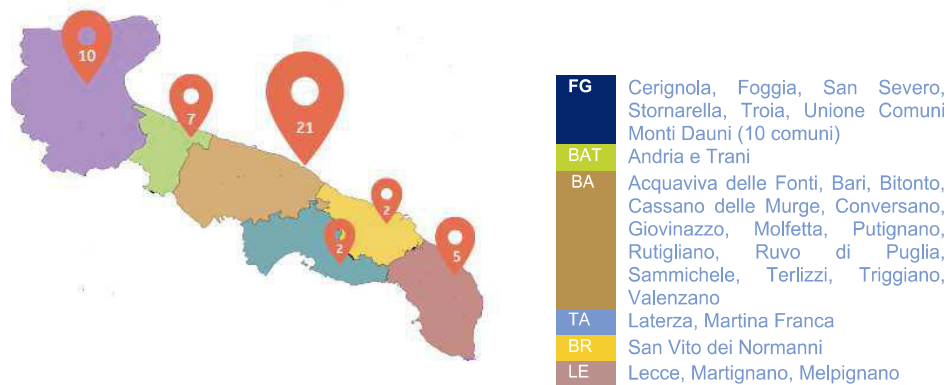 10
7
21
2
2
5
FG
Cerignola, Foggia, San Severo,
Stornarella, Troia, Unione Comuni
Monti Dauni (10 comuni)
BAT
Andria e Trani
BA
Acquaviva delle Fonti, Bari, Bitonto,
Cassano delle Murge, Conversano,
Giovinazzo, Molfetta, Putignano,
Rutigliano, Ruvo di Puglia,
Sammichele, Terlizzi, Triggiano,
Valenzano
TA
Laterza, Martina Franca
BR
San Vito dei Normanni
LE
Lecce, Martignano, Melpignano